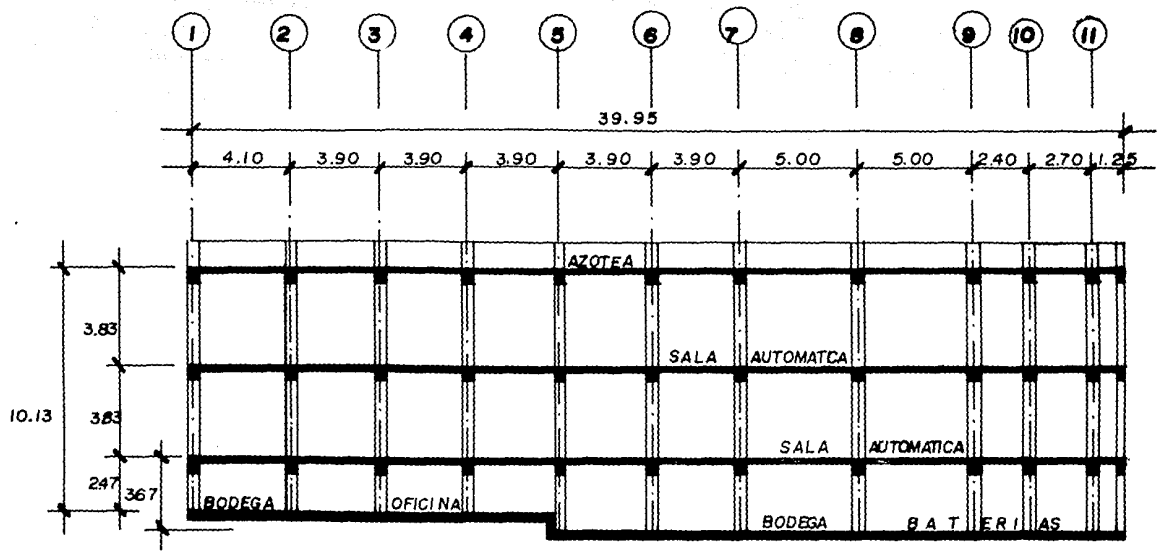 1 2 3 4 5 6 7 8 9 10 11
39.95
4.10 3.90 3.90 3.90 3.90 3.90 5.00 5.00 2.40 2.70 1.25
AZOTEA
3.83
SALA AUTOMATCA
10.13
383
SALA AUTOMATICA
247
367
BODEGA OFICINA
BODEGA BATERIAS